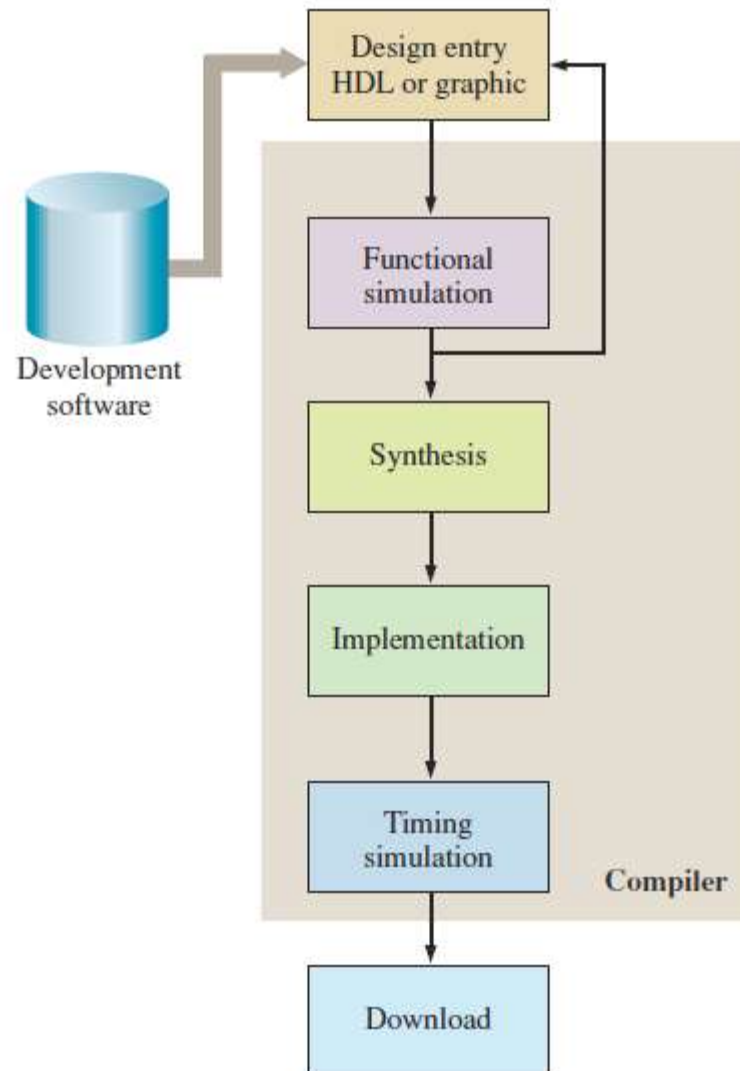 Design entry
HDL or graphic
Functional
simulation
Development
software
Synthesis
Implementation
Timing
simulation
Compiler
Download